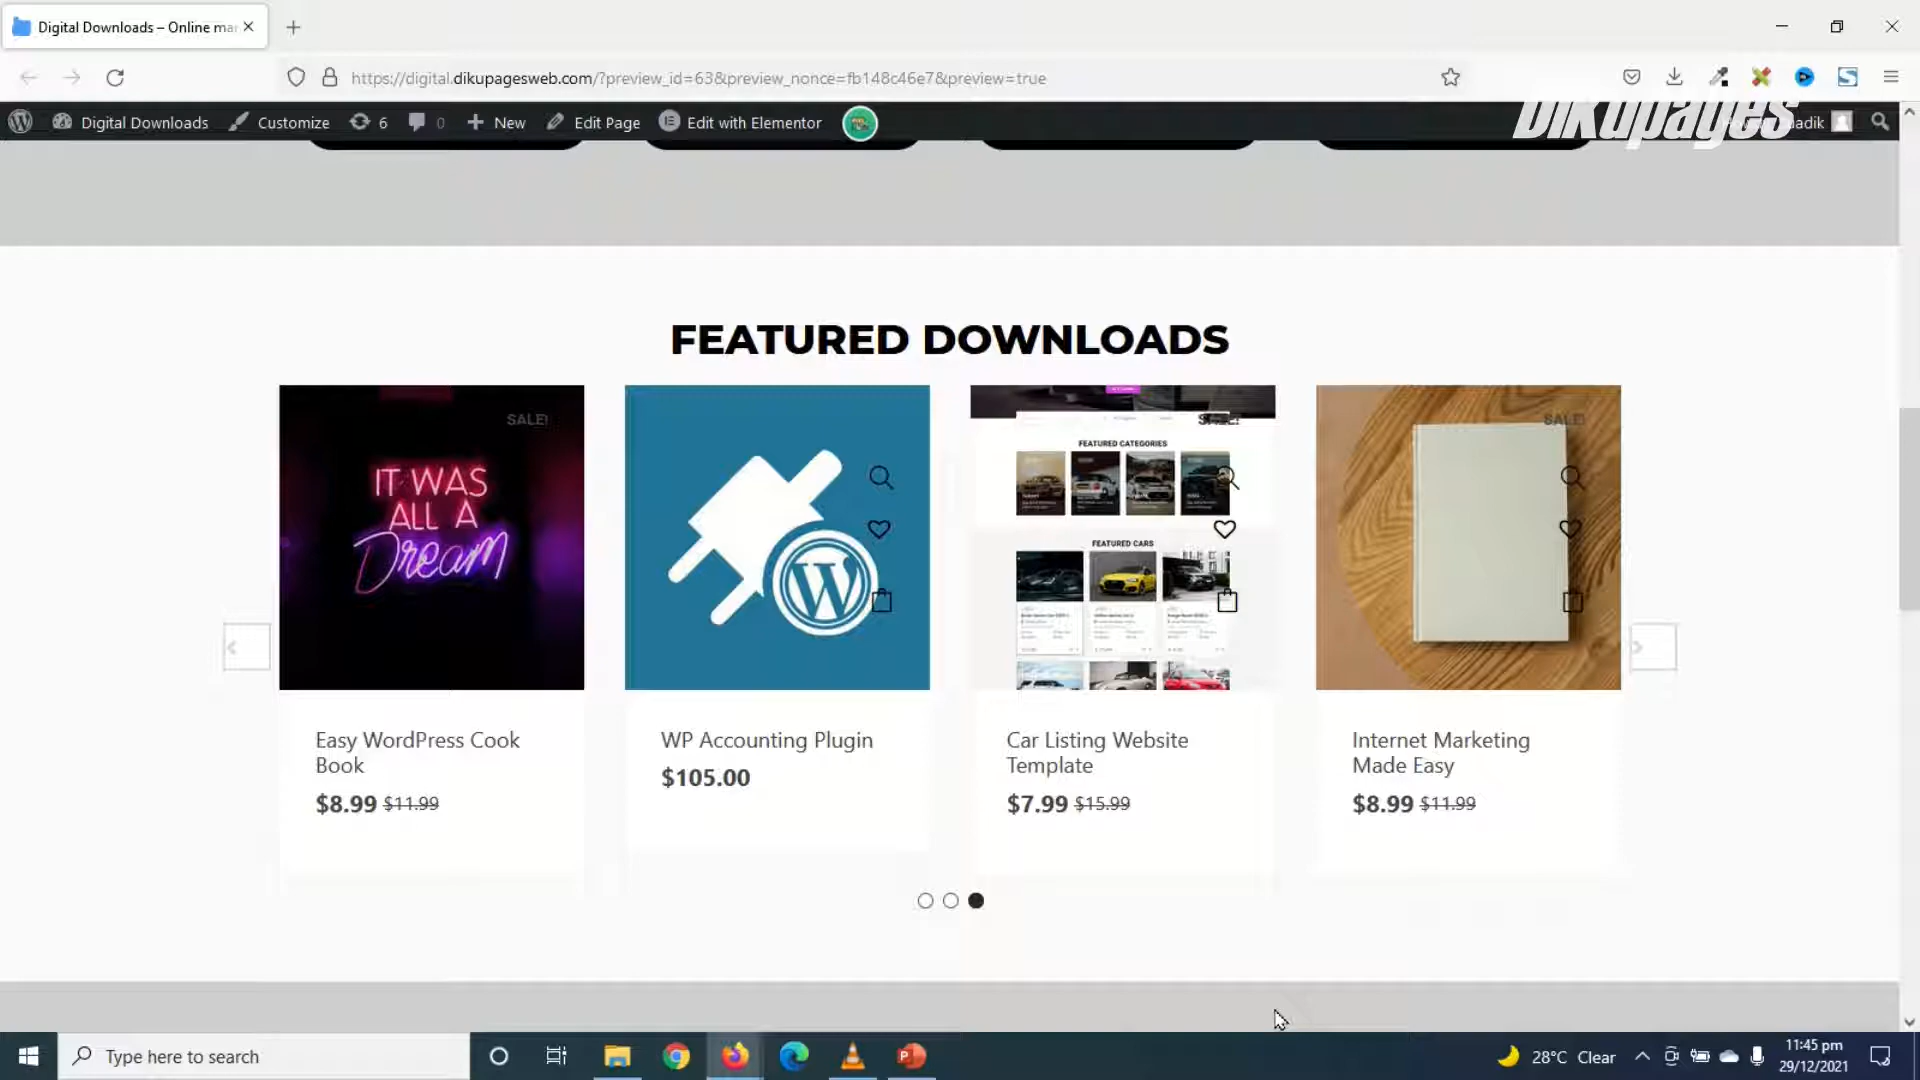 Digital Downloads – Online mar
https://digital.dikupagesweb.com/?preview_id=63&preview_nonce=fb148c46e7&preview=true
Digital Downloads
Customize
6
0
New
Edit Page
Edit with Elementor
Dikupages
FEATURED DOWNLOADS
SALE!
IT WAS
ALL A
Dream
SALE!
FEATURED CATEGORIES
FEATURED CARS
SALE!
Easy WordPress Cook
Book
$8.99 $11.99
WP Accounting Plugin
$105.00
Car Listing Website
Template
$7.99 $15.99
Internet Marketing
Made Easy
$8.99 $11.99
Type here to search
28°C Clear
11:45 pm
29/12/2021